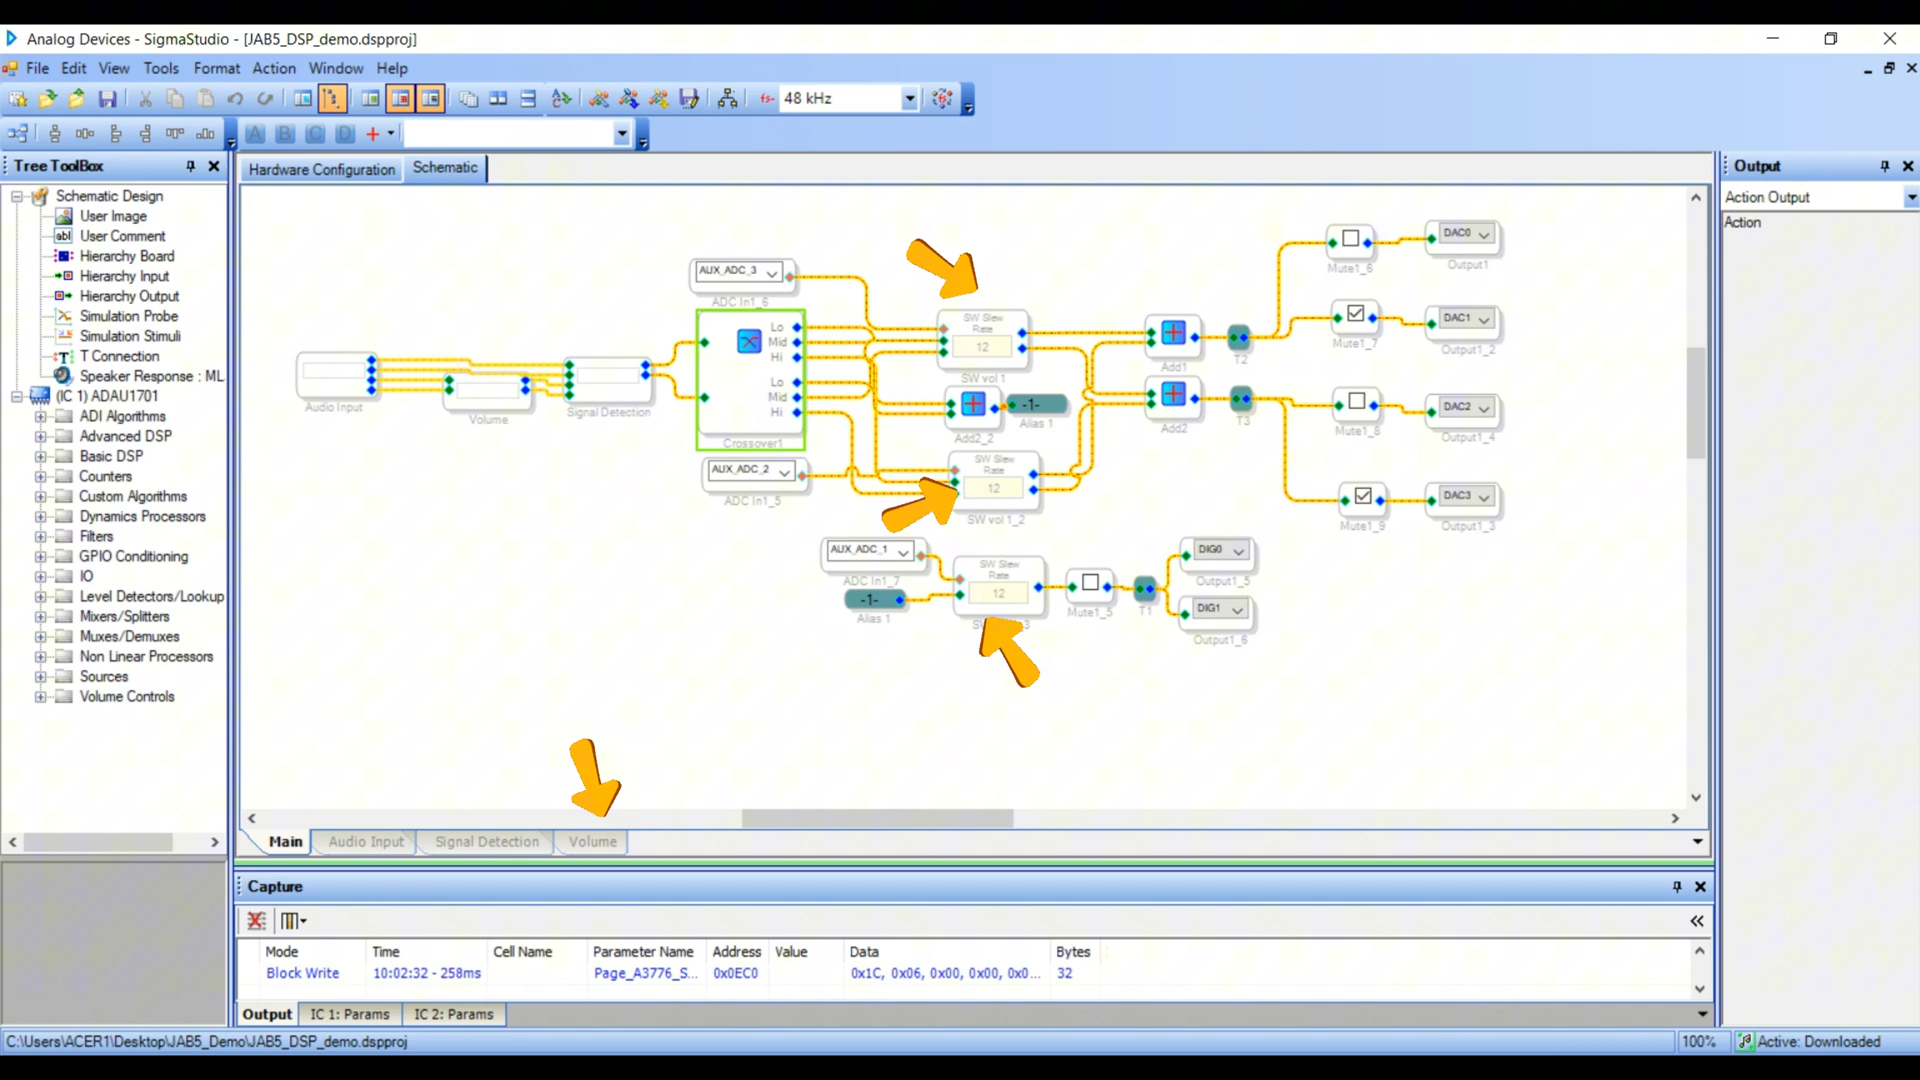 Analog Devices - SigmaStudio - [JAB5_DSP_demo.dspproj]
File Edit View Tools Format Action Window Help
fs- 48 kHz
A B C D
Tree ToolBox
Schematic Design
User Image
abl User Comment
Hierarchy Board
Hierarchy Input
Hierarchy Output
Simulation Probe
Simulation Stimuli
T T Connection
Speaker Response : ML
(IC 1) ADAU1701
ADI Algorithms
Advanced DSP
Basic DSP
Counters
Custom Algorithms
Dynamics Processors
Filters
GPIO Conditioning
IO
Level Detectors/Lookup
Mixers/Splitters
Muxes/Demuxes
Non Linear Processors
Sources
Volume Controls
Hardware Configuration Schematic
Audio Input
Volume
Signal Detection
AUX_ADC_3
ADC In1_6
Lo
Mid
Hi
Lo
Mid
Hi
Crossover1
AUX_ADC_2
ADC In1_5
SW Slew
Rate
12
SW vol 1
Add2_2
-1-
Alias 1
SW Slew
Rate
12
SW vol 1_2
AUX_ADC_1
ADC In1_7
-1-
Alias 1
SW Slew
Rate
12
Mute1_5
T1
DIG0
Output1_5
DIG1
Output1_6
Add1
Add2
T2
T3
Mute1_6
Mute1_7
Mute1_8
Mute1_9
DAC0
Output1
DAC1
Output1_2
DAC2
Output1_4
DAC3
Output1_3
Main Audio Input Signal Detection Volume
Output
Action Output
Action
Capture
Mode Time Cell Name Parameter Name Address Value Data Bytes
Block Write 10:02:32 - 258ms Page_A3776_S... 0x0EC0 0x1C, 0x06, 0x00, 0x00, 0x0... 32
Output IC 1: Params IC 2: Params
C:\Users\ACER1\Desktop\JAB5_Demo\JAB5_DSP_demo.dspproj
100% Active: Downloaded